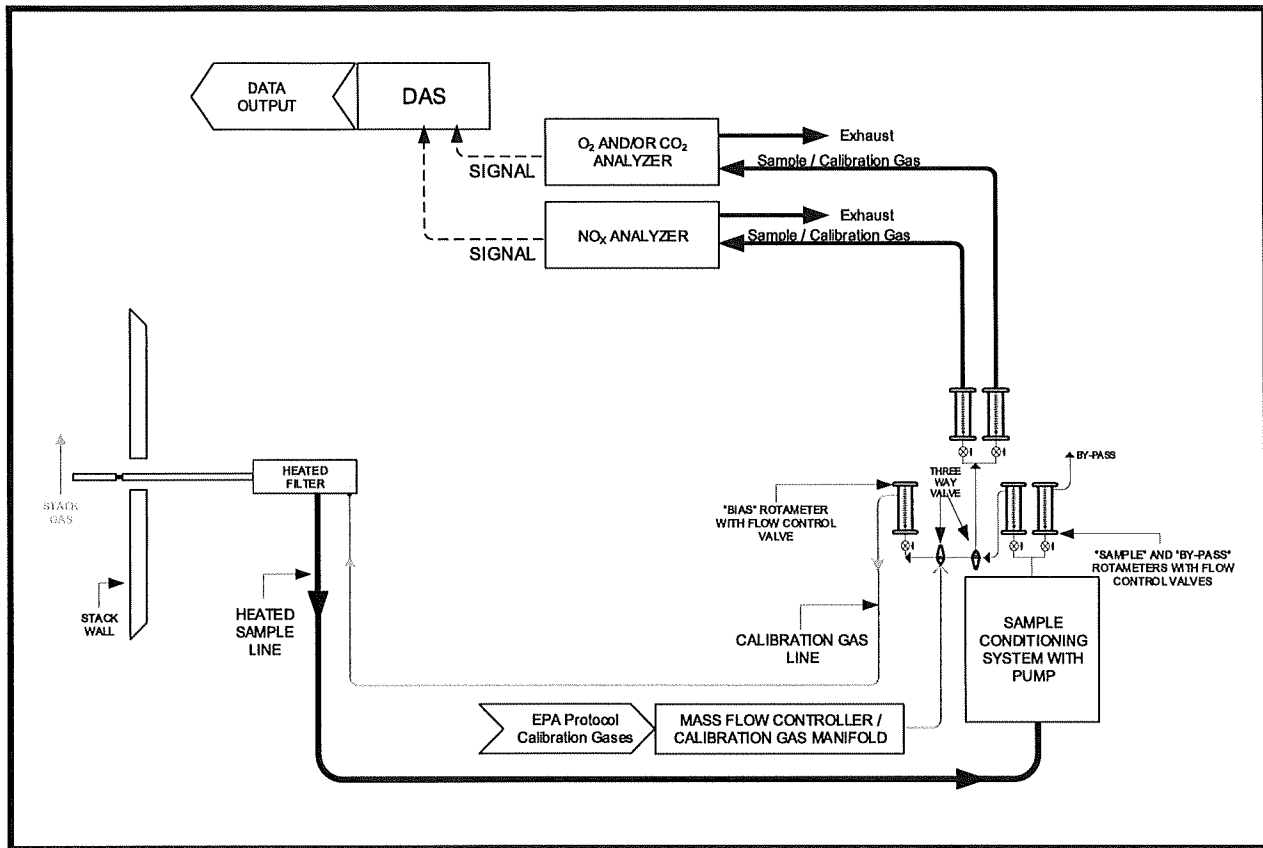 DATA
OUTPUT
DAS
O₂ AND/OR CO₂
ANALYZER
Exhaust
Sample / Calibration Gas
SIGNAL
NOX ANALYZER
Exhaust
Sample / Calibration Gas
SIGNAL
HEATED
FILTER
STACK
GAS
BY-PASS
THREE
WAY
VALVE
"BIAS" ROTAMETER
WITH FLOW CONTROL
VALVE
"SAMPLE" AND "BY-PASS"
ROTAMETERS WITH FLOW
CONTROL VALVES
STACK
WALL
HEATED
SAMPLE
LINE
CALIBRATION GAS
LINE
SAMPLE
CONDITIONING
SYSTEM WITH
PUMP
EPA Protocol
Calibration Gases
MASS FLOW CONTROLLER /
CALIBRATION GAS MANIFOLD